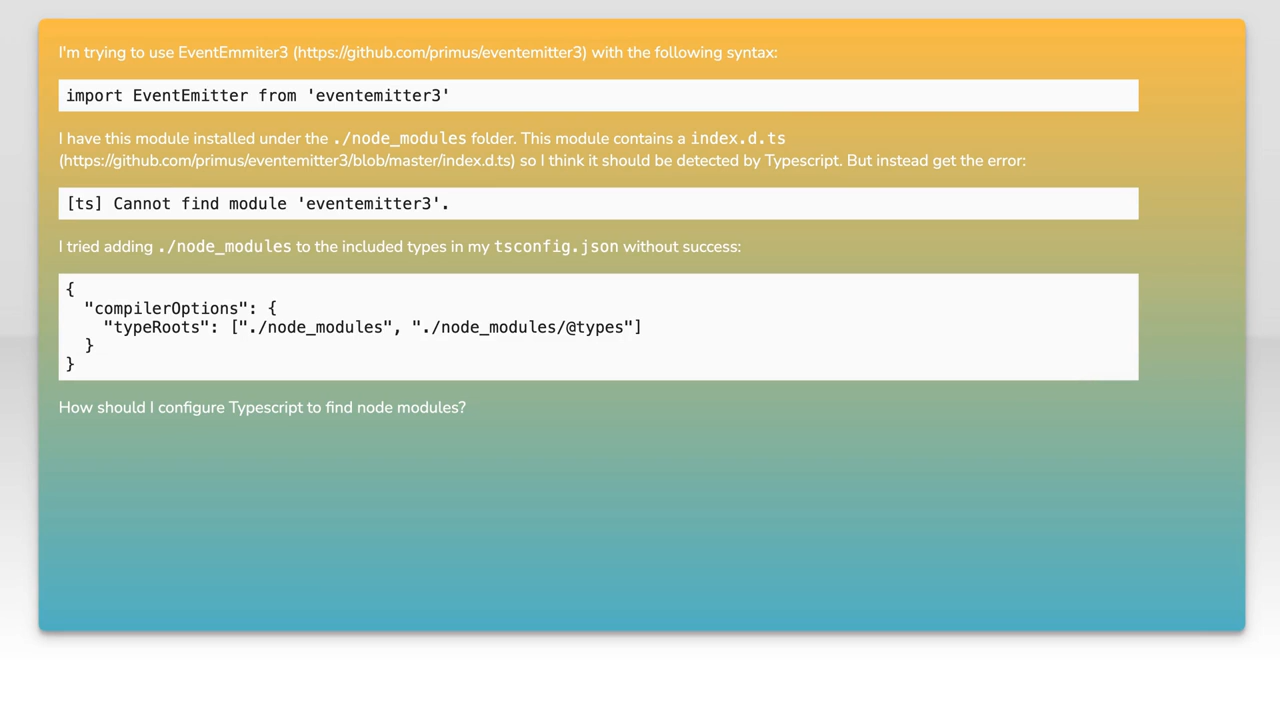 I'm trying to use EventEmmiter3 (https://github.com/primus/eventemitter3) with the following syntax:
import EventEmitter from 'eventemitter3'
I have this module installed under the ./node_modules folder. This module contains a index.d.ts
(https://github.com/primus/eventemitter3/blob/master/index.d.ts) so I think it should be detected by Typescript. But instead get the error:
[ts] Cannot find module 'eventemitter3'.
I tried adding ./node_modules to the included types in my tsconfig.json without success:
{
  "compilerOptions": {
    "typeRoots": ["./node_modules", "./node_modules/@types"]
  }
}
How should I configure Typescript to find node modules?